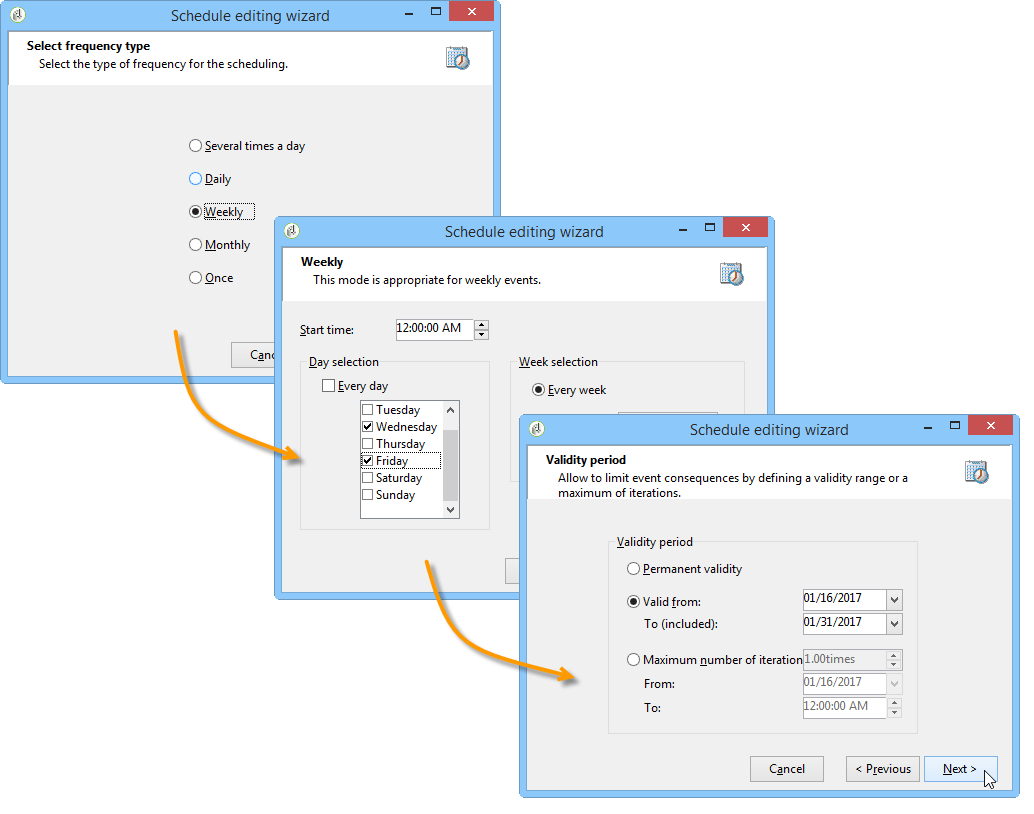 Schedule editing wizard
Select frequency type
Select the type of frequency for the scheduling.
Several times a day
Daily
Weekly
Monthly
Once
Schedule editing wizard
Weekly
This mode is appropriate for weekly events.
Start time: 12:00:00 AM
Day selection
Every day
Tuesday
Wednesday
Thursday
Friday
Saturday
Sunday
Week selection
Every week
Schedule editing wizard
Validity period
Allow to limit event consequences by defining a validity range or a
maximum of iterations.
Validity period
Permanent validity
Valid from: 01/16/2017
To (included): 01/31/2017
Maximum number of iteration 1.00times
From: 01/16/2017
To: 12:00:00 AM
Cancel < Previous Next >